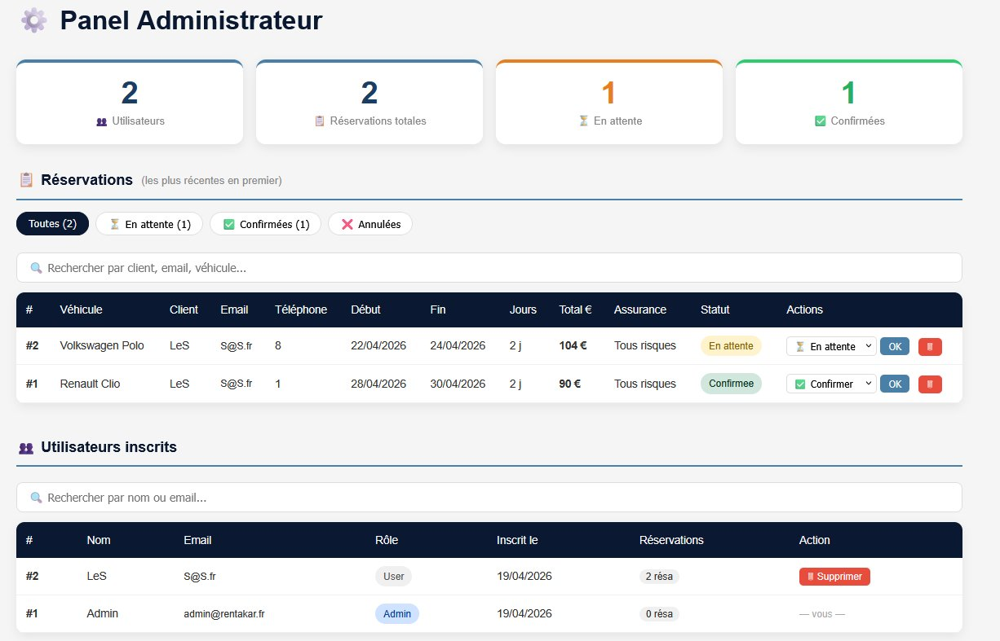 Panel Administrateur
2
Utilisateurs
2
Réservations totales
1
En attente
1
Confirmées
Réservations (les plus récentes en premier)
Toutes (2) En attente (1) Confirmées (1) Annulées
Rechercher par client, email, véhicule...
# Véhicule Client Email Téléphone Début Fin Jours Total € Assurance Statut Actions
#2 Volkswagen Polo LeS S@S.fr 8 22/04/2026 24/04/2026 2 j 104 € Tous risques En attente En attente OK
#1 Renault Clio LeS S@S.fr 1 28/04/2026 30/04/2026 2 j 90 € Tous risques Confirmee Confirmer OK
Utilisateurs inscrits
Rechercher par nom ou email...
# Nom Email Rôle Inscrit le Réservations Action
#2 LeS S@S.fr User 19/04/2026 2 résa Supprimer
#1 Admin admin@rentakar.fr Admin 19/04/2026 0 résa — vous —